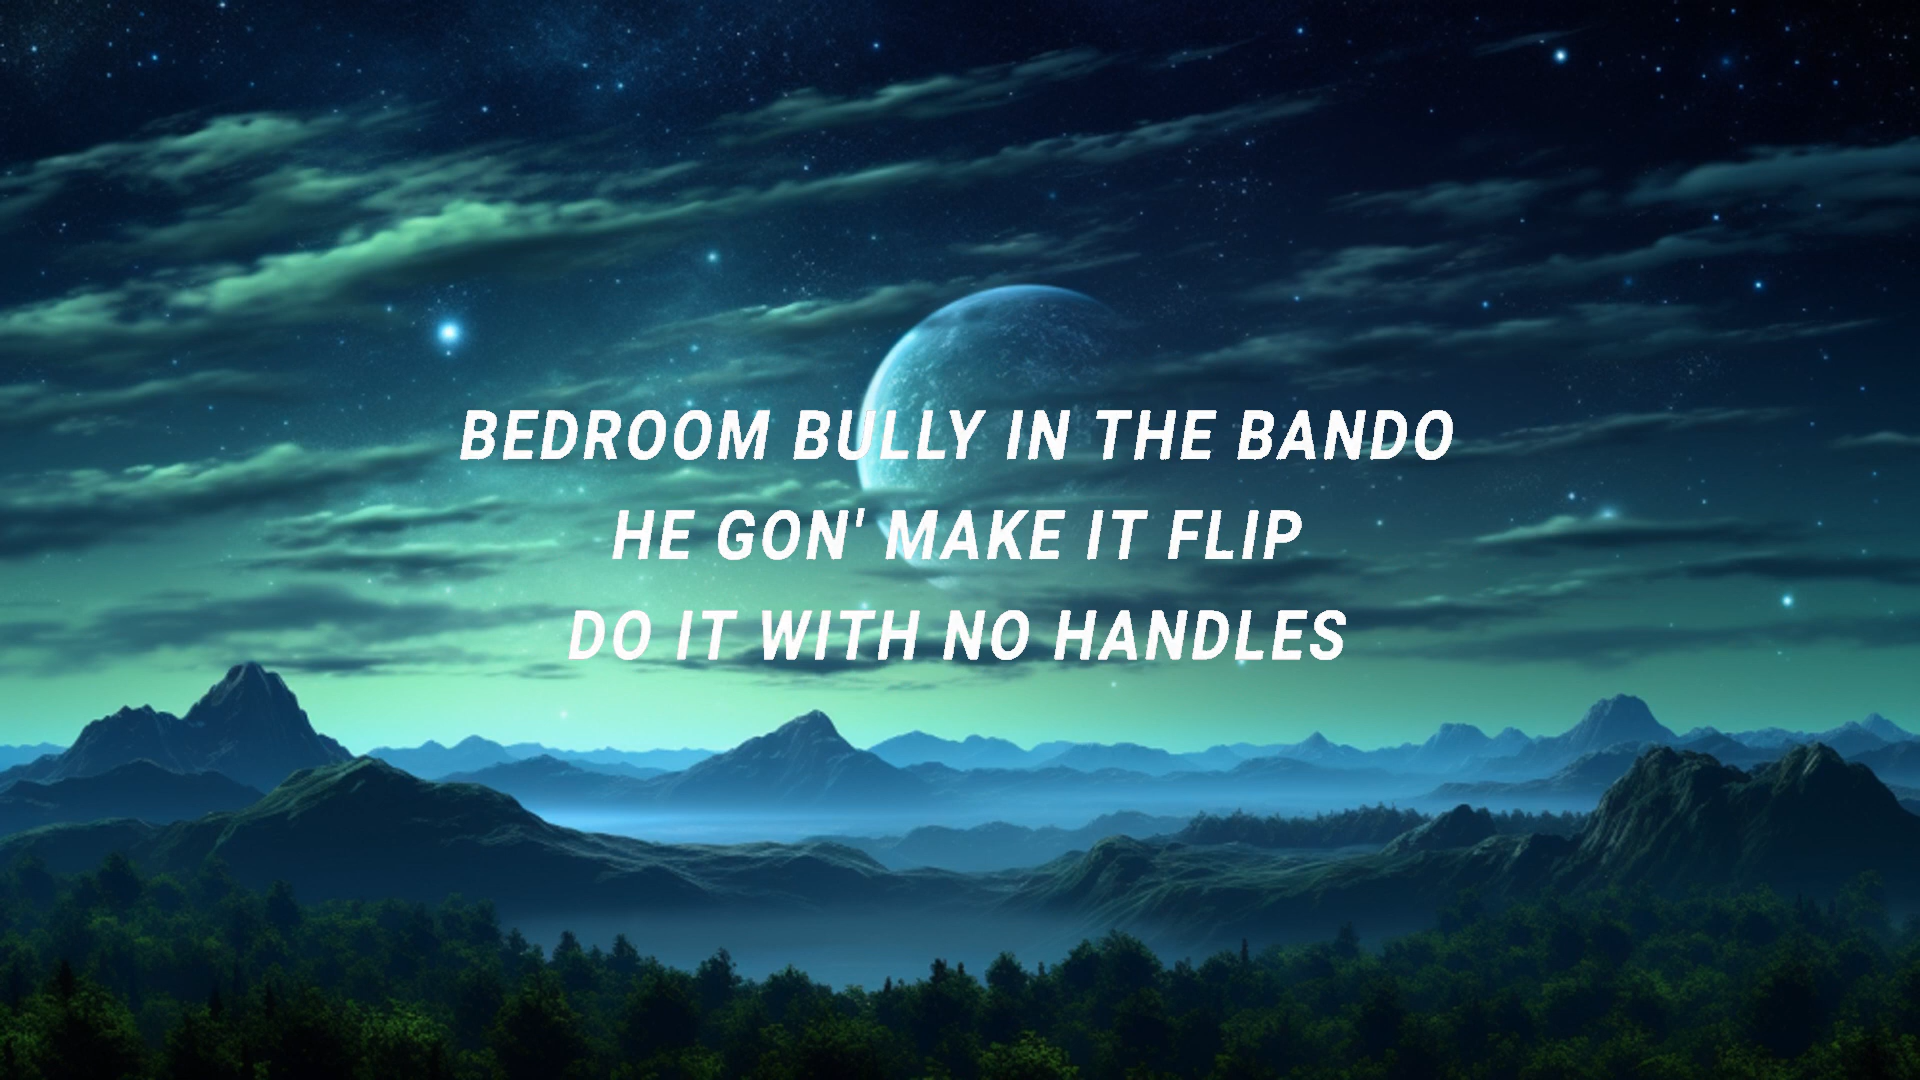 BEDROOM BULLY IN THE BANDO
HE GON' MAKE IT FLIP
DO IT WITH NO HANDLES